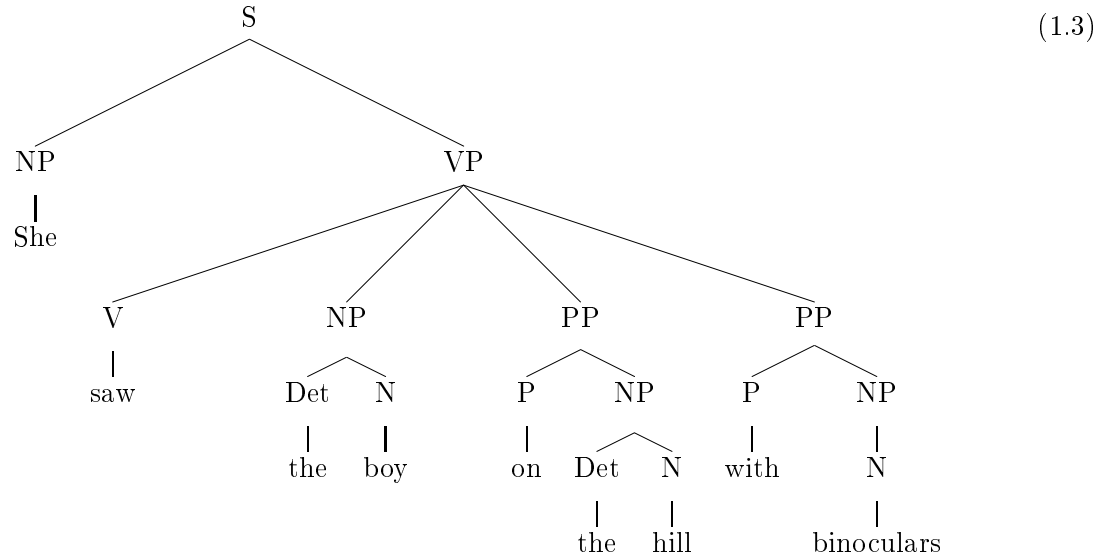 S (1.3)
NP VP
She
V NP PP PP
saw Det N P NP P NP
the boy on Det N with N
the hill binoculars